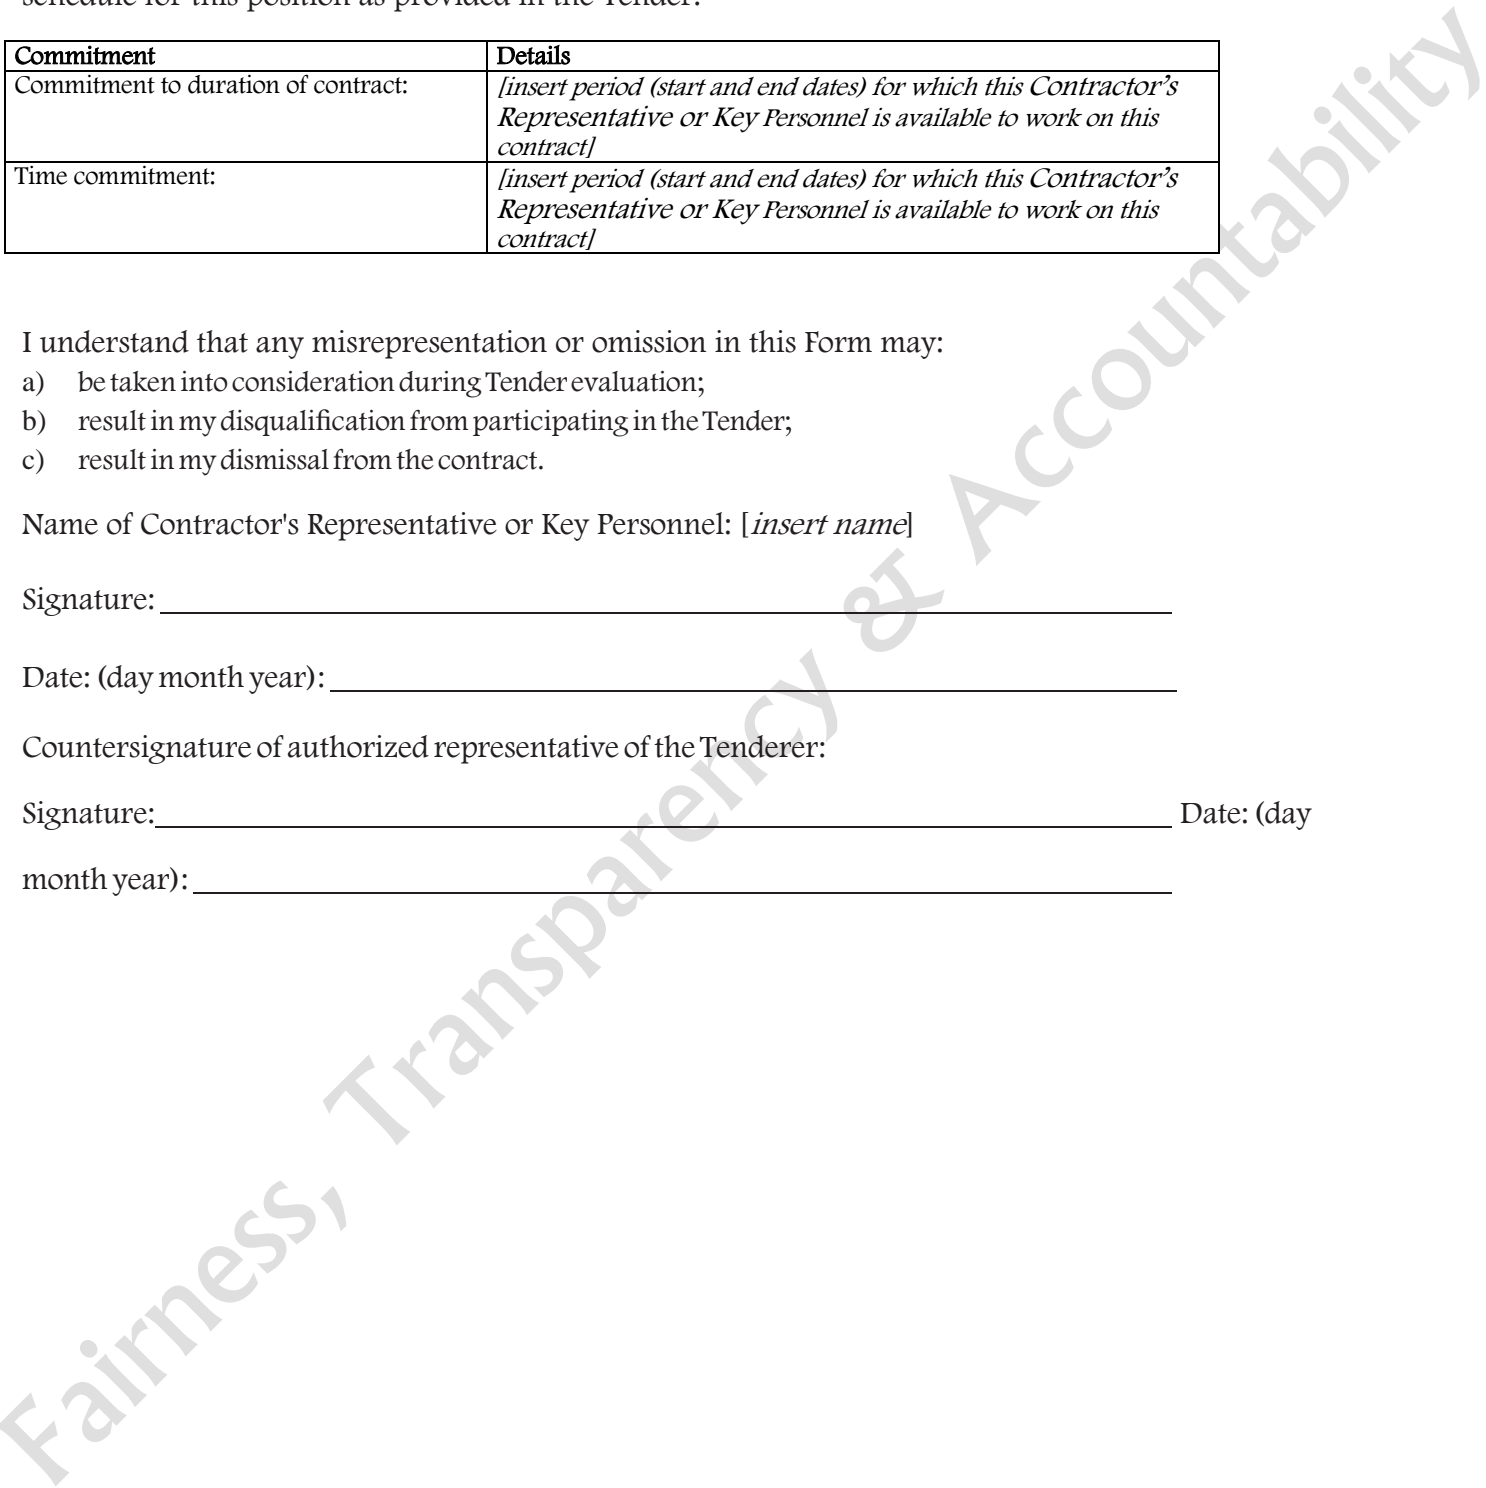 schedule for this position as provided in the Tender:
Commitment Details
Commitment to duration of contract: [insert period (start and end dates) for which this Contractor’s
Representative or Key Personnel is available to work on this
contract]
Time commitment: [insert period (start and end dates) for which this Contractor’s
Representative or Key Personnel is available to work on this
contract]
I understand that any misrepresentation or omission in this Form may:
a) be taken into consideration during Tender evaluation;
b) result in my disqualification from participating in the Tender;
c) result in my dismissal from the contract.
Name of Contractor's Representative or Key Personnel: [insert name]
Signature:
Date: (day month year):
Countersignature of authorized representative of the Tenderer:
Signature: Date: (day
month year):
Fairness, Transparency & Accountability